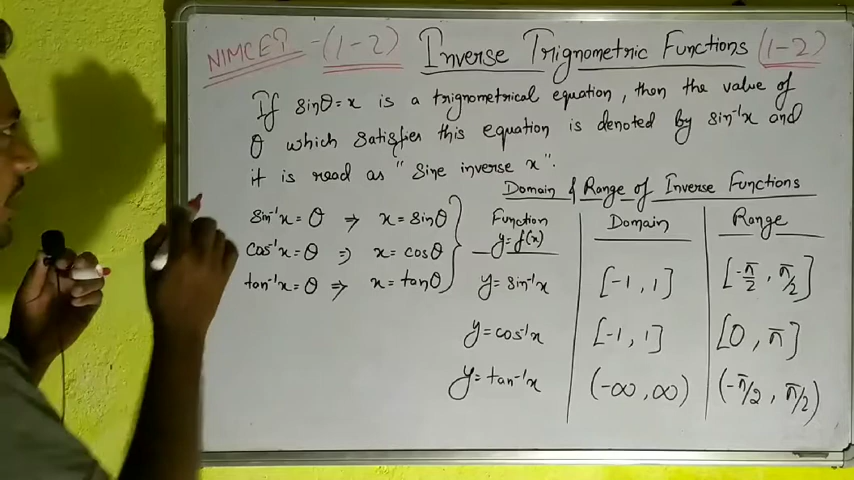 NIMCET - (1-2) Inverse Trignometric Functions (1-2)
If sinθ = x is a trignometrical equation, then the value of
θ which satisfies this equation is denoted by sin⁻¹x and
it is read as "Sine inverse x".
Domain & Range of Inverse Functions
sin⁻¹x = θ ⇒ x = sinθ
cos⁻¹x = θ ⇒ x = cosθ
tan⁻¹x = θ ⇒ x = tanθ
Function Domain Range
y = f(x)
y = sin⁻¹x [-1, 1] [-π/2, π/2]
y = cos⁻¹x [-1, 1] [0, π]
y = tan⁻¹x (-∞, ∞) (-π/2, π/2)